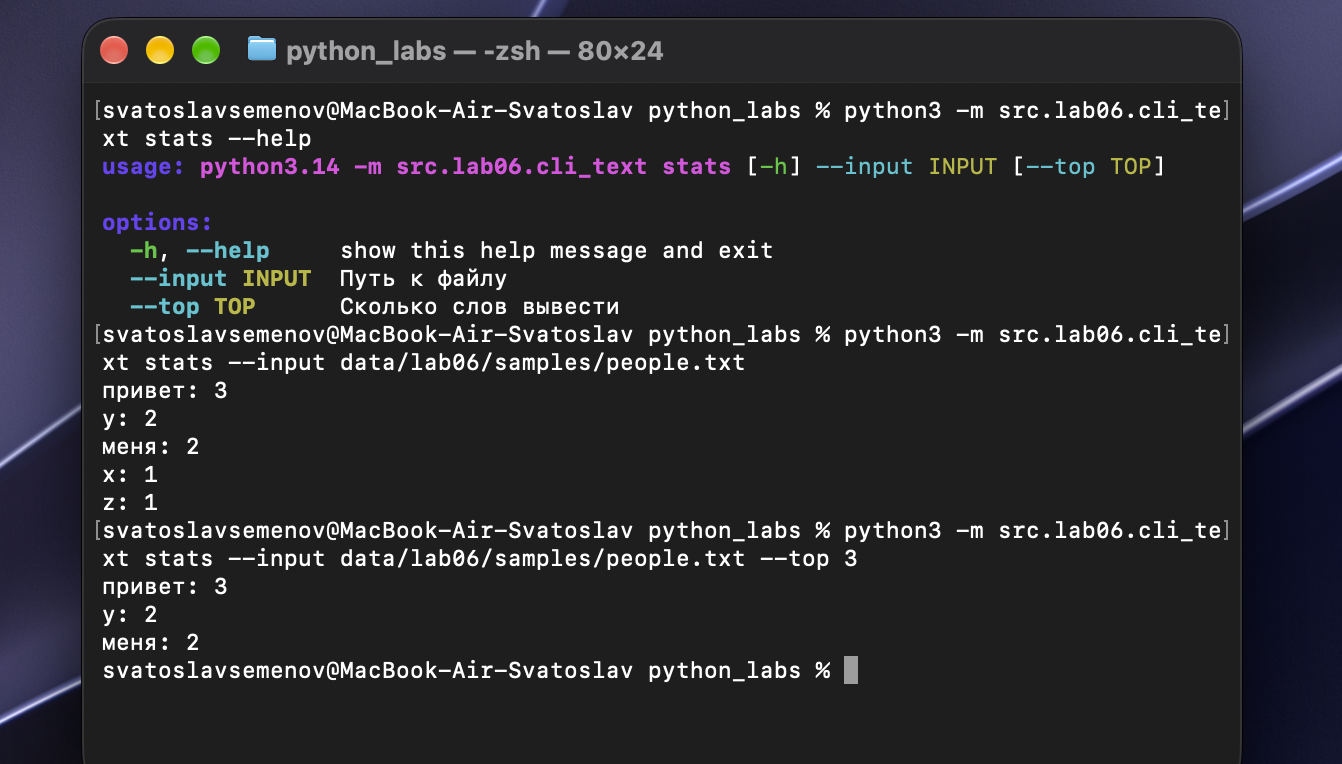 python_labs — -zsh — 80×24
[svatoslavsemenov@MacBook-Air-Svatoslav python_labs % python3 -m src.lab06.cli_te]
xt stats --help
usage: python3.14 -m src.lab06.cli_text stats [-h] --input INPUT [--top TOP]
options:
-h, --help show this help message and exit
--input INPUT Путь к файлу
--top TOP Сколько слов вывести
[svatoslavsemenov@MacBook-Air-Svatoslav python_labs % python3 -m src.lab06.cli_te]
xt stats --input data/lab06/samples/people.txt
привет: 3
у: 2
меня: 2
x: 1
z: 1
[svatoslavsemenov@MacBook-Air-Svatoslav python_labs % python3 -m src.lab06.cli_te]
xt stats --input data/lab06/samples/people.txt --top 3
привет: 3
у: 2
меня: 2
svatoslavsemenov@MacBook-Air-Svatoslav python_labs %